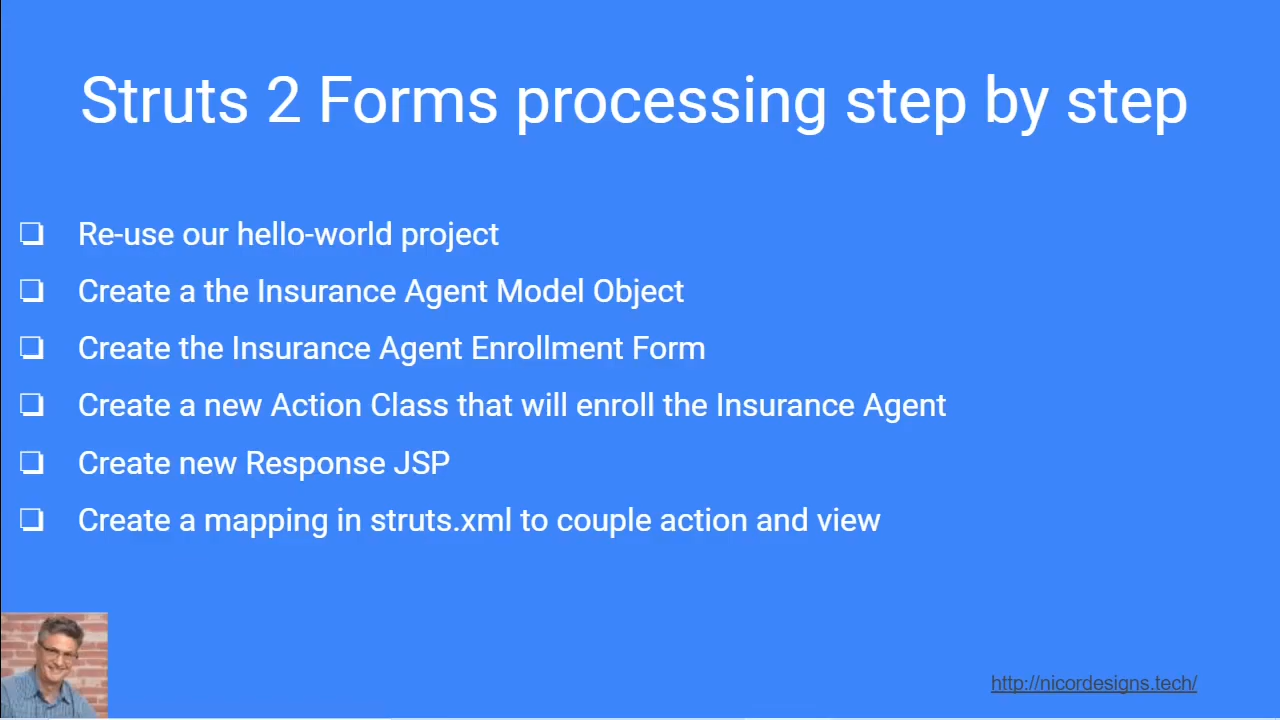 Struts 2 Forms processing step by step
❏ Re-use our hello-world project
❏ Create a the Insurance Agent Model Object
❏ Create the Insurance Agent Enrollment Form
❏ Create a new Action Class that will enroll the Insurance Agent
❏ Create new Response JSP
❏ Create a mapping in struts.xml to couple action and view
http://nicordesigns.tech/